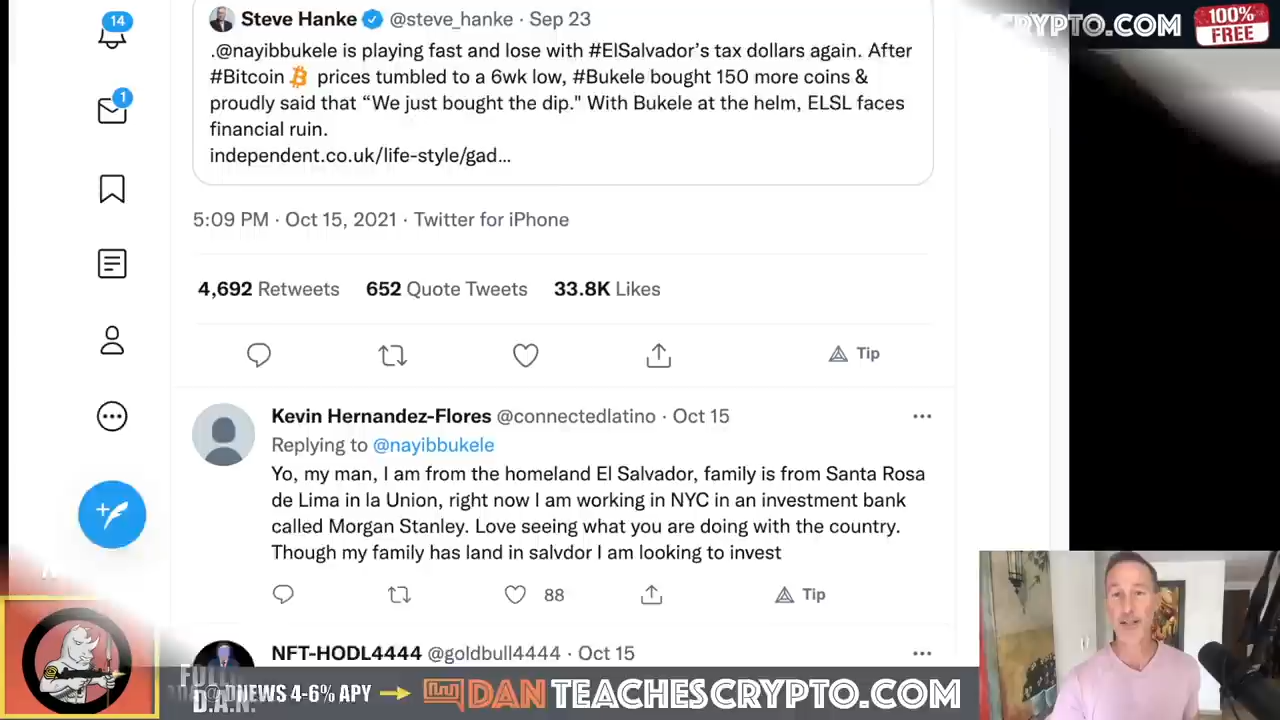 14
Steve Hanke @steve_hanke · Sep 23
.@nayibbukele is playing fast and lose with #ElSalvador's tax dollars again. After
#Bitcoin prices tumbled to a 6wk low, #Bukele bought 150 more coins &
proudly said that “We just bought the dip." With Bukele at the helm, ELSL faces
financial ruin.
independent.co.uk/life-style/gad...
SCRYPTO.COM
100%
FREE
1
5:09 PM · Oct 15, 2021 · Twitter for iPhone
4,692 Retweets 652 Quote Tweets 33.8K Likes
Tip
Kevin Hernandez-Flores @connectedlatino · Oct 15
Replying to @nayibbukele
Yo, my man, I am from the homeland El Salvador, family is from Santa Rosa
de Lima in la Union, right now I am working in NYC in an investment bank
called Morgan Stanley. Love seeing what you are doing with the country.
Though my family has land in salvdor I am looking to invest
88 Tip
NFT-HODL4444 @goldbull4444 · Oct 15
D.A.N.
NEWS 4-6% APY
DANTEACHESCRYPTO.COM